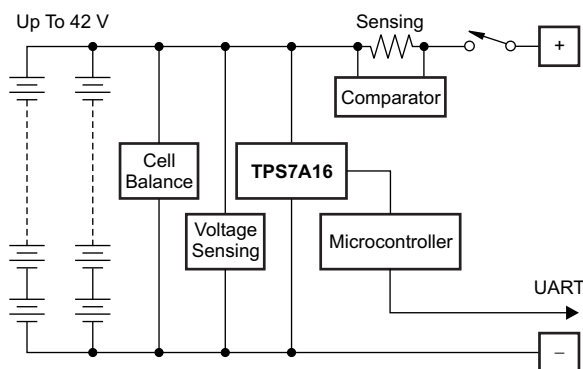 Up To 42 V
Sensing
+
Comparator
Cell
Balance
TPS7A16
Voltage
Sensing
Microcontroller
UART
–